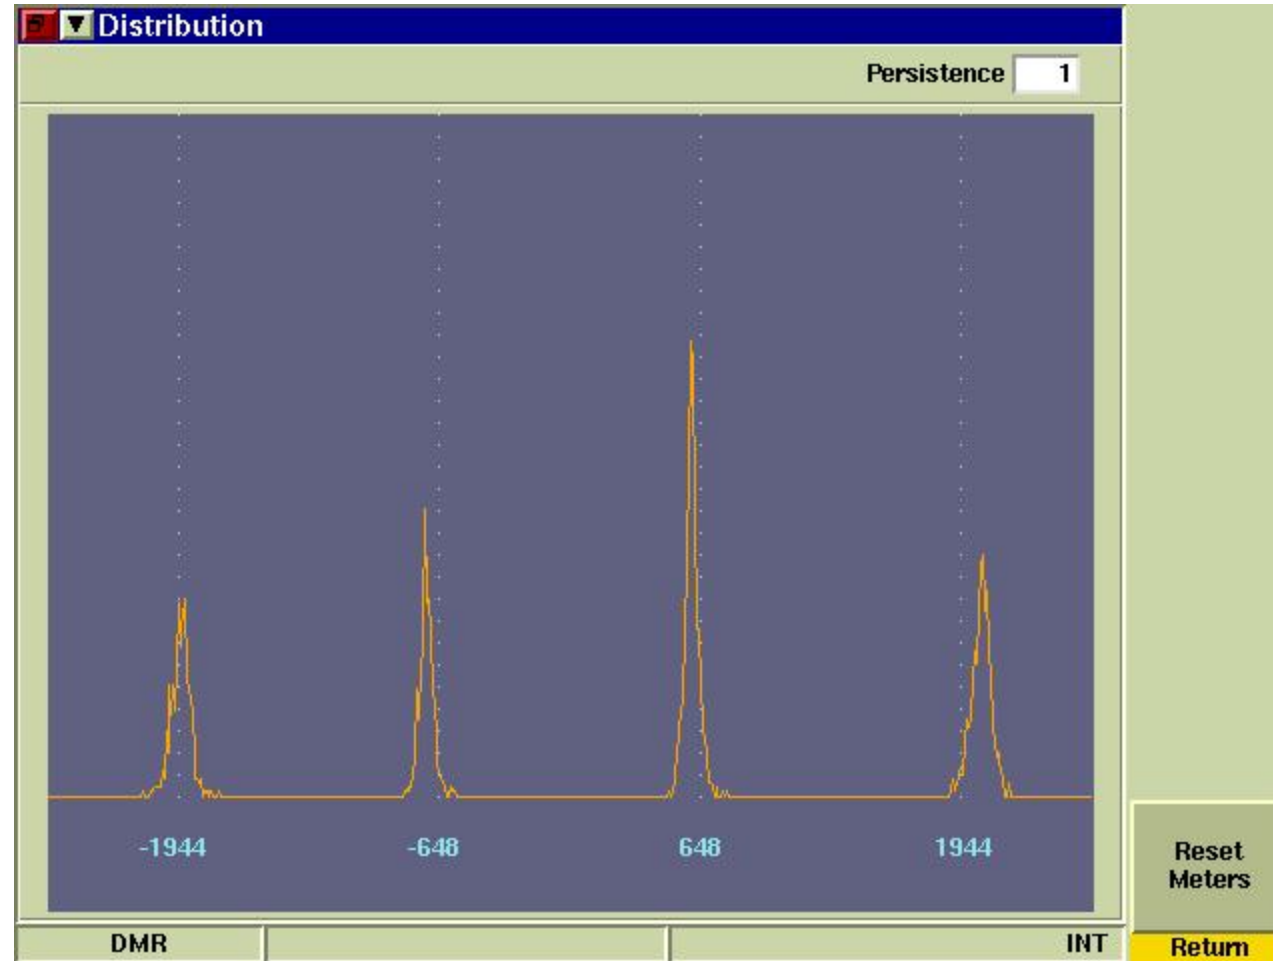 Distribution
Persistence 1
-1944 -648 648 1944
Reset
Meters
DMR INT
Return